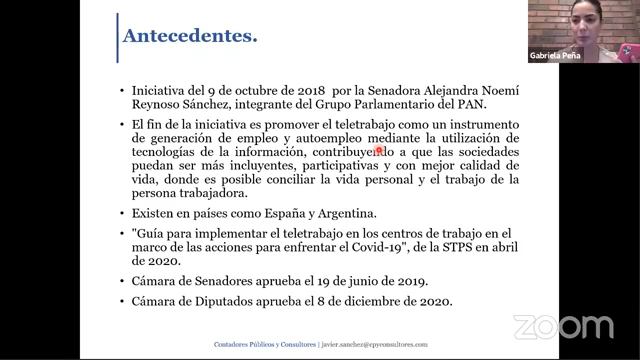 Antecedentes.
Gabriela Peña
• Iniciativa del 9 de octubre de 2018 por la Senadora Alejandra Noemí
Reynoso Sánchez, integrante del Grupo Parlamentario del PAN.
• El fin de la iniciativa es promover el teletrabajo como un instrumento
de generación de empleo y autoempleo mediante la utilización de
tecnologías de la información, contribuyendo a que las sociedades
puedan ser más incluyentes, participativas y con mejor calidad de
vida, donde es posible conciliar la vida personal y el trabajo de la
persona trabajadora.
• Existen en países como España y Argentina.
• "Guía para implementar el teletrabajo en los centros de trabajo en el
marco de las acciones para enfrentar el Covid-19", de la STPS en abril
de 2020.
• Cámara de Senadores aprueba el 19 de junio de 2019.
• Cámara de Diputados aprueba el 8 de diciembre de 2020.
zoom
Contadores Públicos y Consultores | javier.sanchez@cpyconsultores.com